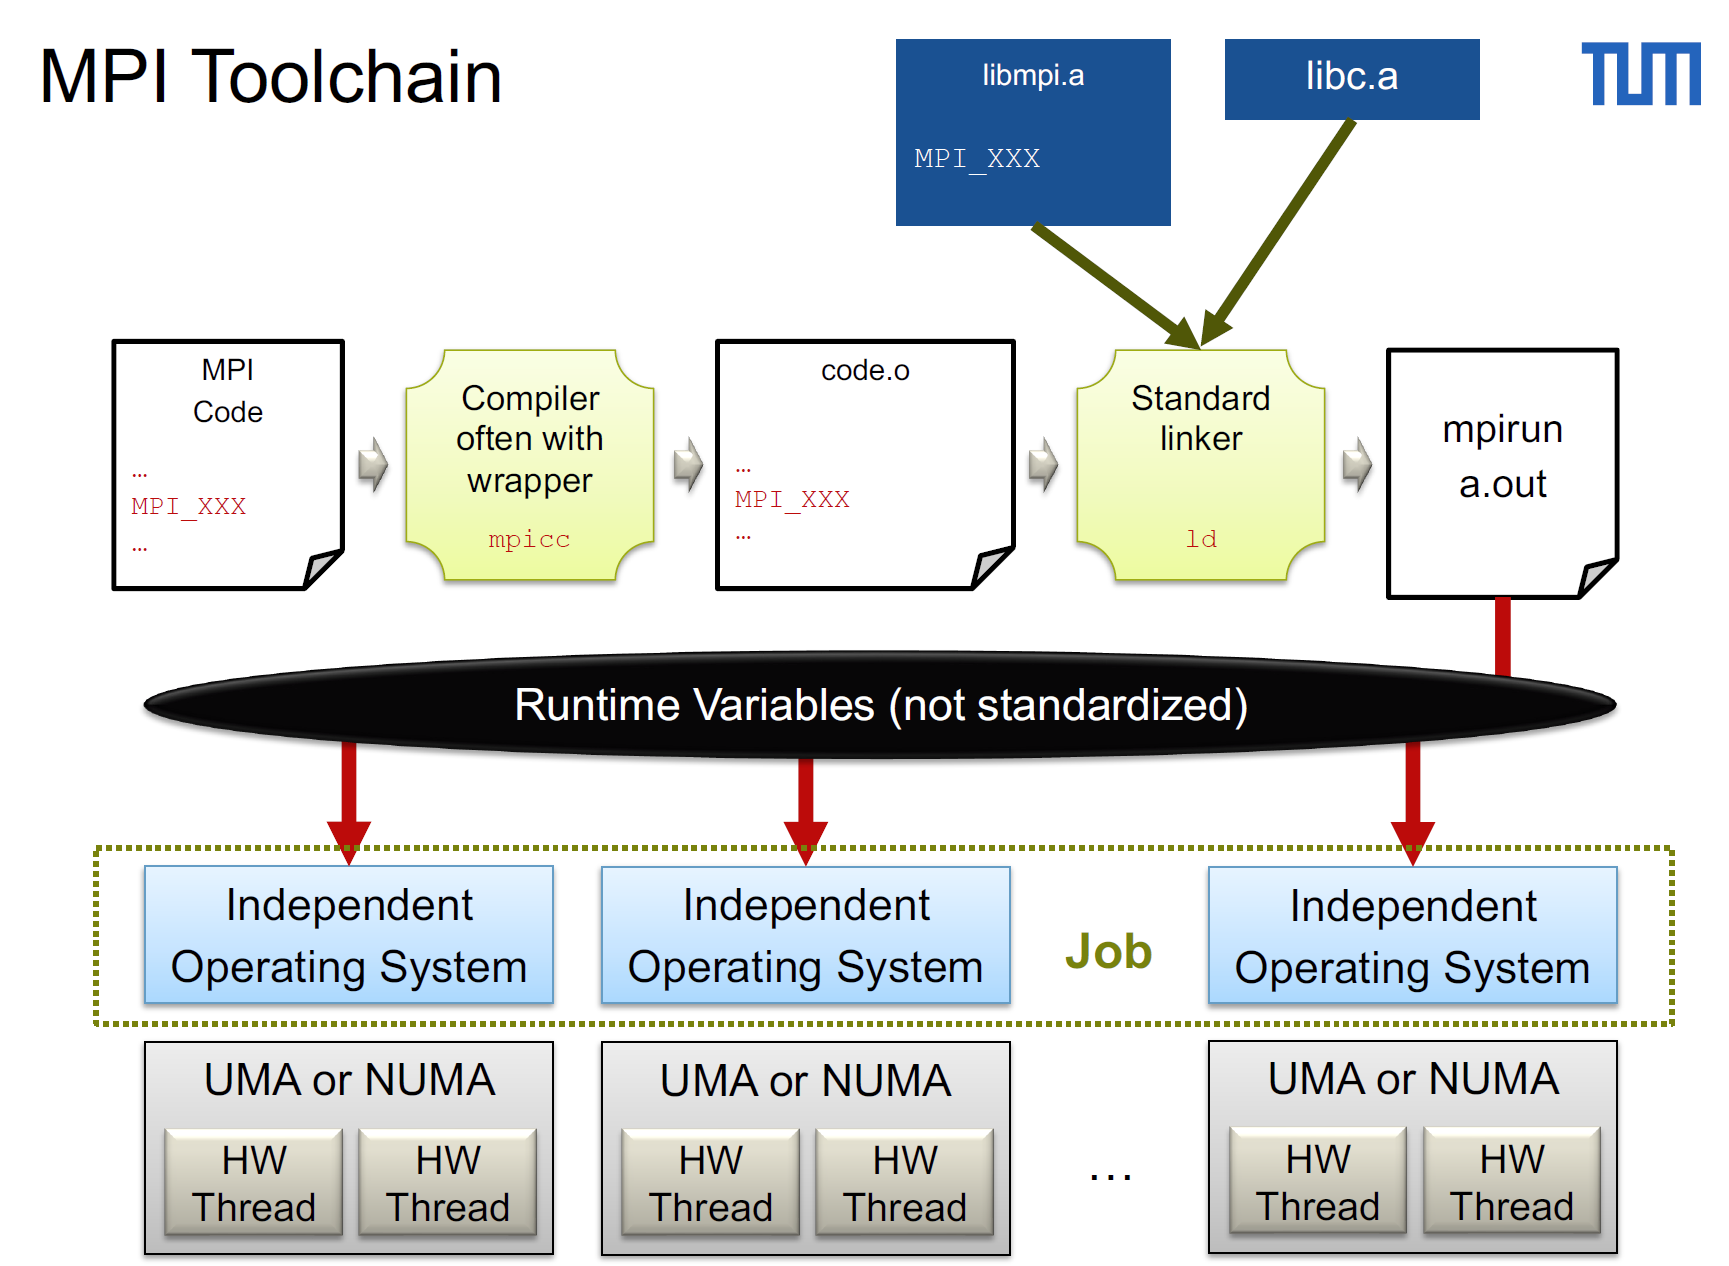 MPI Toolchain
libmpi.a
MPI_XXX
libc.a
TUM
MPI
Code
...
MPI_XXX
...
Compiler
often with
wrapper
mpicc
code.o
...
MPI_XXX
...
Standard
linker
ld
mpirun
a.out
Runtime Variables (not standardized)
Independent
Operating System
Independent
Operating System
Job
Independent
Operating System
UMA or NUMA
HW
Thread
HW
Thread
UMA or NUMA
HW
Thread
HW
Thread
...
UMA or NUMA
HW
Thread
HW
Thread